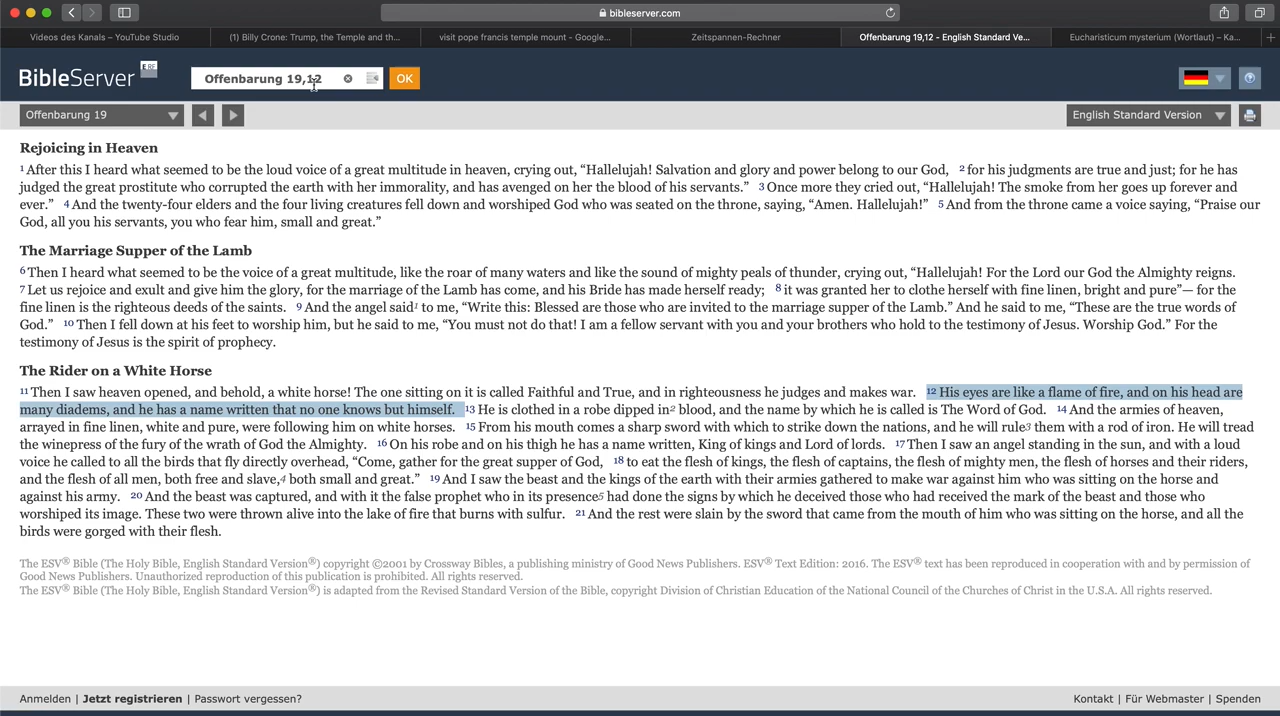 bibleserver.com
Videos des Kanals – YouTube Studio
(1) Billy Crone: Trump, the Temple and th...
visit pope francis temple mount - Google...
Zeitspannen-Rechner
Offenbarung 19,12 - English Standard Ve...
Eucharisticum mysterium (Wortlaut) – Ka...
BibleServer
ERF
Offenbarung 19,12
OK
Offenbarung 19
English Standard Version
Rejoicing in Heaven
1 After this I heard what seemed to be the loud voice of a great multitude in heaven, crying out, “Hallelujah! Salvation and glory and power belong to our God, 2 for his judgments are true and just; for he has
judged the great prostitute who corrupted the earth with her immorality, and has avenged on her the blood of his servants.” 3 Once more they cried out, “Hallelujah! The smoke from her goes up forever and
ever.” 4 And the twenty-four elders and the four living creatures fell down and worshiped God who was seated on the throne, saying, “Amen. Hallelujah!” 5 And from the throne came a voice saying, “Praise our
God, all you his servants, you who fear him, small and great.”
The Marriage Supper of the Lamb
6 Then I heard what seemed to be the voice of a great multitude, like the roar of many waters and like the sound of mighty peals of thunder, crying out, “Hallelujah! For the Lord our God the Almighty reigns.
7 Let us rejoice and exult and give him the glory, for the marriage of the Lamb has come, and his Bride has made herself ready; 8 it was granted her to clothe herself with fine linen, bright and pure”— for the
fine linen is the righteous deeds of the saints. 9 And the angel said1 to me, “Write this: Blessed are those who are invited to the marriage supper of the Lamb.” And he said to me, “These are the true words of
God.” 10 Then I fell down at his feet to worship him, but he said to me, “You must not do that! I am a fellow servant with you and your brothers who hold to the testimony of Jesus. Worship God.” For the
testimony of Jesus is the spirit of prophecy.
The Rider on a White Horse
11 Then I saw heaven opened, and behold, a white horse! The one sitting on it is called Faithful and True, and in righteousness he judges and makes war. 12 His eyes are like a flame of fire, and on his head are
many diadems, and he has a name written that no one knows but himself. 13 He is clothed in a robe dipped in2 blood, and the name by which he is called is The Word of God. 14 And the armies of heaven,
arrayed in fine linen, white and pure, were following him on white horses. 15 From his mouth comes a sharp sword with which to strike down the nations, and he will rule3 them with a rod of iron. He will tread
the winepress of the fury of the wrath of God the Almighty. 16 On his robe and on his thigh he has a name written, King of kings and Lord of lords. 17 Then I saw an angel standing in the sun, and with a loud
voice he called to all the birds that fly directly overhead, “Come, gather for the great supper of God, 18 to eat the flesh of kings, the flesh of captains, the flesh of mighty men, the flesh of horses and their riders,
and the flesh of all men, both free and slave,4 both small and great.” 19 And I saw the beast and the kings of the earth with their armies gathered to make war against him who was sitting on the horse and
against his army. 20 And the beast was captured, and with it the false prophet who in its presence5 had done the signs by which he deceived those who had received the mark of the beast and those who
worshiped its image. These two were thrown alive into the lake of fire that burns with sulfur. 21 And the rest were slain by the sword that came from the mouth of him who was sitting on the horse, and all the
birds were gorged with their flesh.
The ESV® Bible (The Holy Bible, English Standard Version®) copyright ©2001 by Crossway Bibles, a publishing ministry of Good News Publishers. ESV® Text Edition: 2016. The ESV® text has been reproduced in cooperation with and by permission of
Good News Publishers. Unauthorized reproduction of this publication is prohibited. All rights reserved.
The ESV® Bible (The Holy Bible, English Standard Version®) is adapted from the Revised Standard Version of the Bible, copyright Division of Christian Education of the National Council of the Churches of Christ in the U.S.A. All rights reserved.
Anmelden | Jetzt registrieren | Passwort vergessen?
Kontakt | Für Webmaster | Spenden